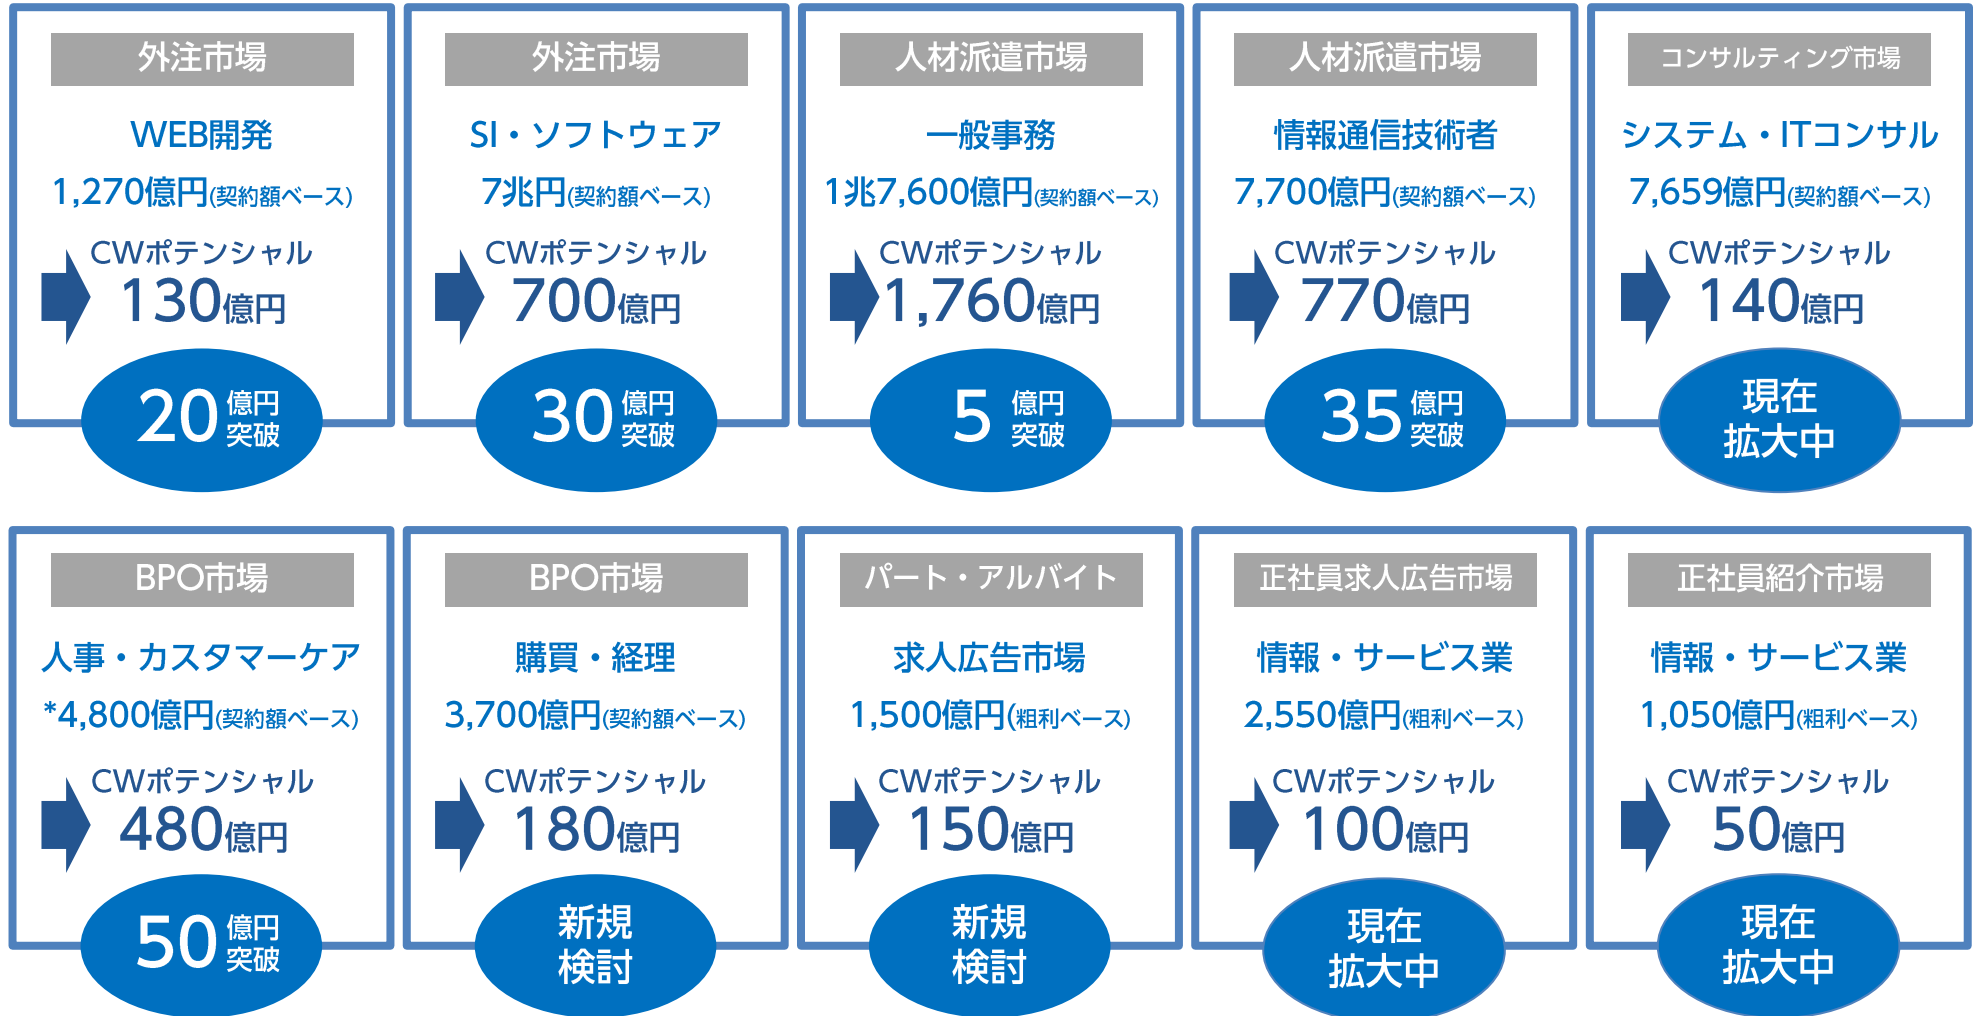 外注市場
WEB開発
1,270億円(契約額ベース)
CWポテンシャル
130億円
20億円突破
外注市場
SI・ソフトウェア
7兆円(契約額ベース)
CWポテンシャル
700億円
30億円突破
人材派遣市場
一般事務
1兆7,600億円(契約額ベース)
CWポテンシャル
1,760億円
5億円突破
人材派遣市場
情報通信技術者
7,700億円(契約額ベース)
CWポテンシャル
770億円
35億円突破
コンサルティング市場
システム・ITコンサル
7,659億円(契約額ベース)
CWポテンシャル
140億円
現在
拡大中
BPO市場
人事・カスタマーケア
*4,800億円(契約額ベース)
CWポテンシャル
480億円
50億円突破
BPO市場
購買・経理
3,700億円(契約額ベース)
CWポテンシャル
180億円
新規
検討
パート・アルバイト
求人広告市場
1,500億円(粗利ベース)
CWポテンシャル
150億円
新規
検討
正社員求人広告市場
情報・サービス業
2,550億円(粗利ベース)
CWポテンシャル
100億円
現在
拡大中
正社員紹介市場
情報・サービス業
1,050億円(粗利ベース)
CWポテンシャル
50億円
現在
拡大中